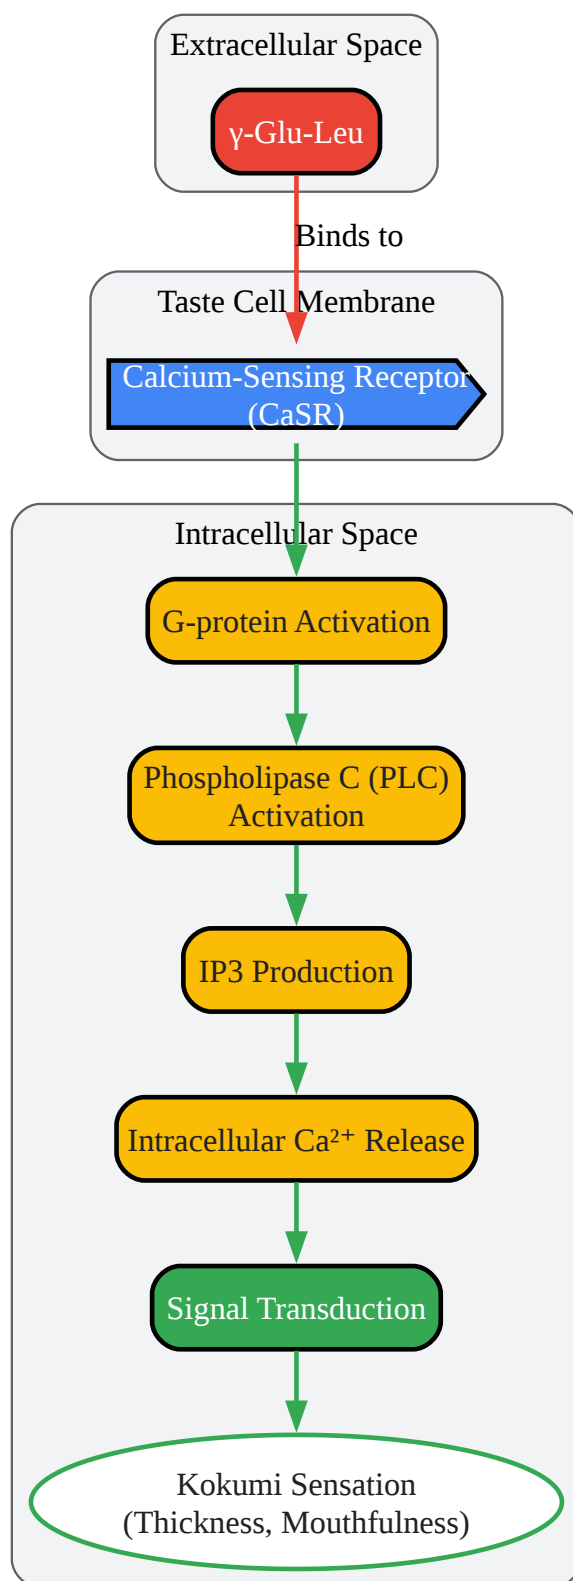 Extracellular Space
γ-Glu-Leu
Binds to
Taste Cell Membrane
Calcium-Sensing Receptor
(CaSR)
Intracellular Space
G-protein Activation
Phospholipase C (PLC)
Activation
IP3 Production
Intracellular Ca²⁺ Release
Signal Transduction
Kokumi Sensation
(Thickness, Mouthfulness)